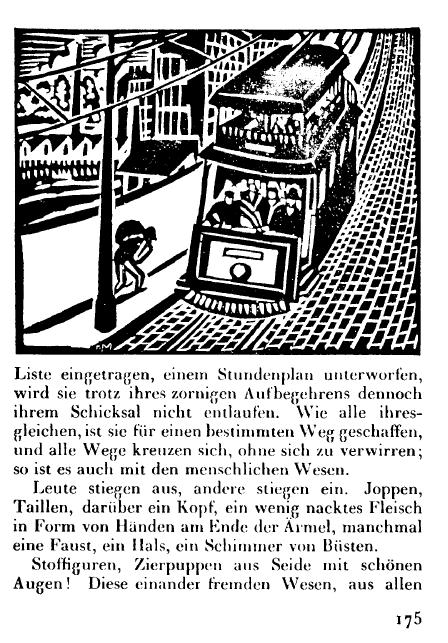 FM
Liste eingetragen, einem Stundenplan unterworfen,
wird sie trotz ihres zornigen Aufbegehrens dennoch
ihrem Schicksal nicht entlaufen. Wie alle ihres-
gleichen, ist sie für einen bestimmten Weg geschaffen,
und alle Wege kreuzen sich, ohne sich zu verwirren;
so ist es auch mit den menschlichen Wesen.
Leute stiegen aus, andere stiegen ein. Joppen,
Taillen, darüber ein Kopf, ein wenig nacktes Fleisch
in Form von Händen am Ende der Ärmel, manchmal
eine Faust, ein Hals, ein Schimmer von Büsten.
Stoffiguren, Zierpuppen aus Seide mit schönen
Augen! Diese einander fremden Wesen, aus allen
175